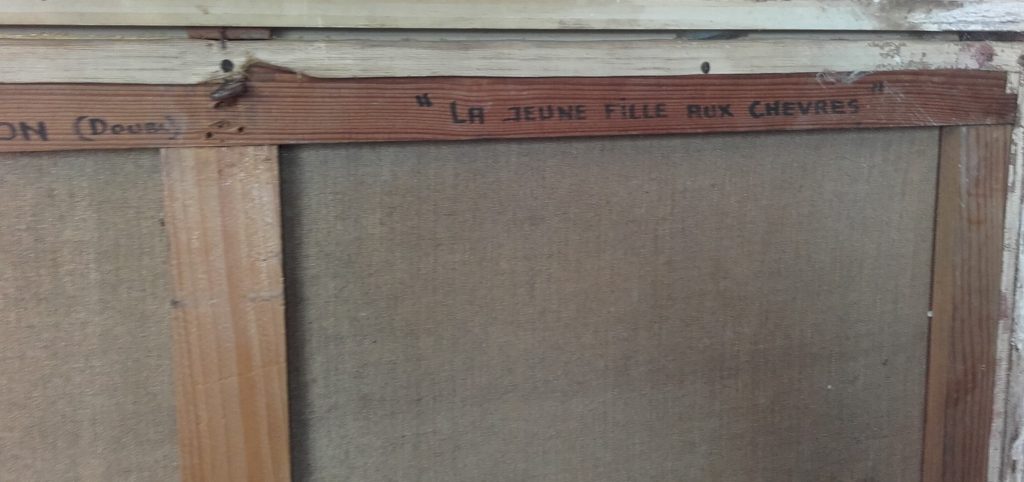 ON (Doubs) " LA JEUNE FILLE AUX CHEVRES "